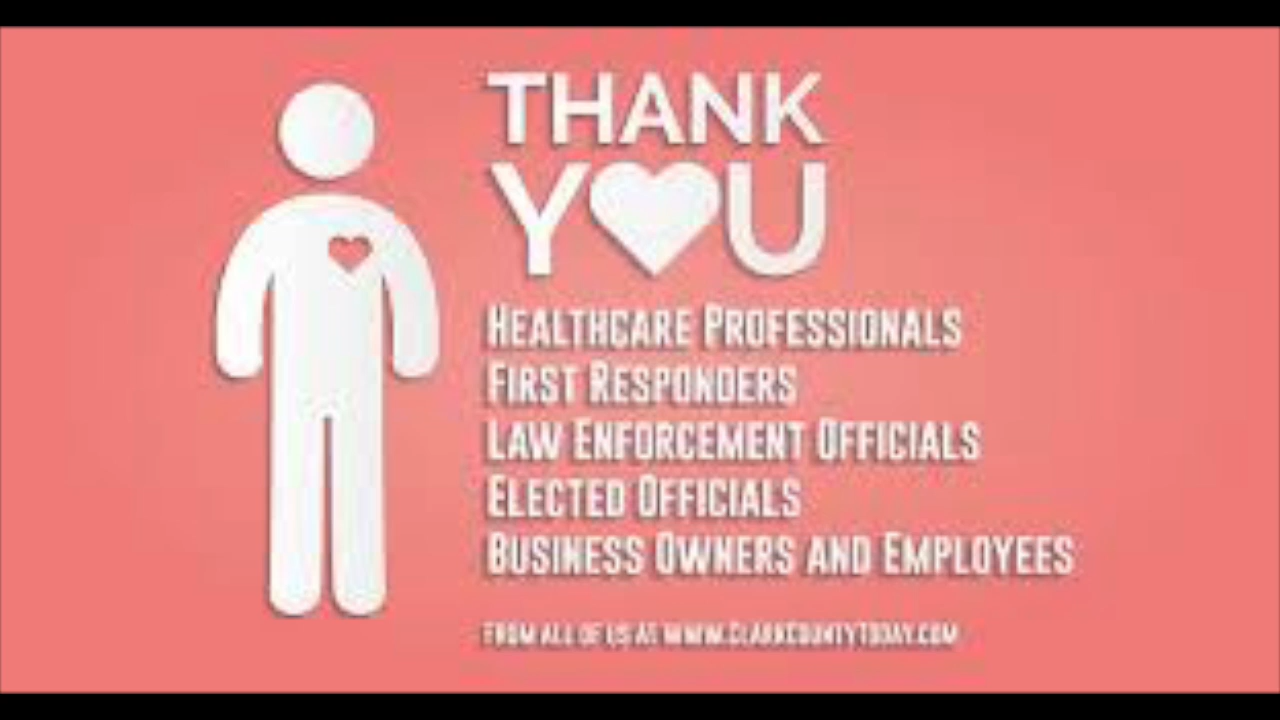 THANK
Y♥U
HEALTHCARE PROFESSIONALS
FIRST RESPONDERS
LAW ENFORCEMENT OFFICIALS
ELECTED OFFICIALS
BUSINESS OWNERS AND EMPLOYEES
FROM ALL OF US AT WWW.CLARKCOUNTYTODAY.COM